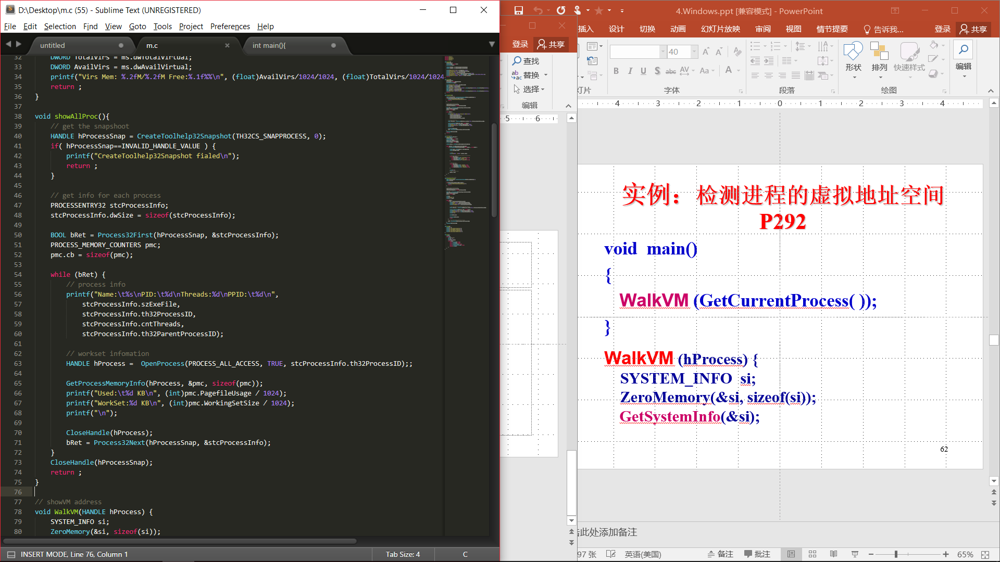 D:\Desktop\m.c (55) - Sublime Text (UNREGISTERED)
File Edit Selection Find View Goto Tools Project Preferences Help
untitled
m.c
int main(){
32 DWORD TotalVirs = ms.dwTotalVirtual;
33 DWORD AvailVirs = ms.dwAvailVirtual;
34 printf("Virs Mem: %.2fM/%.2fM Free:%.1f%%\n", (float)AvailVirs/1024/1024, (float)TotalVirs/1024/1024
35 return ;
36 }
37
38 void showAllProc(){
39 // get the snapshoot
40 HANDLE hProcessSnap = CreateToolhelp32Snapshot(TH32CS_SNAPPROCESS, 0);
41 if( hProcessSnap==INVALID_HANDLE_VALUE ) {
42 printf("CreateToolhelp32Snapshot fialed\n");
43 return ;
44 }
45
46 // get info for each process
47 PROCESSENTRY32 stcProcessInfo;
48 stcProcessInfo.dwSize = sizeof(stcProcessInfo);
49
50 BOOL bRet = Process32First(hProcessSnap, &stcProcessInfo);
51 PROCESS_MEMORY_COUNTERS pmc;
52 pmc.cb = sizeof(pmc);
53
54 while (bRet) {
55 // process info
56 printf("Name:\t%s\nPID:\t%d\nThreads:%d\nPPID:\t%d\n",
57 stcProcessInfo.szExeFile,
58 stcProcessInfo.th32ProcessID,
59 stcProcessInfo.cntThreads,
60 stcProcessInfo.th32ParentProcessID);
61
62 // workset infomation
63 HANDLE hProcess =  OpenProcess(PROCESS_ALL_ACCESS, TRUE, stcProcessInfo.th32ProcessID);;
64
65 GetProcessMemoryInfo(hProcess, &pmc, sizeof(pmc));
66 printf("Used:\t%d KB\n", (int)pmc.PagefileUsage / 1024);
67 printf("WorkSet:%d KB\n", (int)pmc.WorkingSetSize / 1024);
68 printf("\n");
69
70 CloseHandle(hProcess);
71 bRet = Process32Next(hProcessSnap, &stcProcessInfo);
72 }
73 CloseHandle(hProcessSnap);
74 return ;
75 }
76
77 // showVM address
78 void WalkVM(HANDLE hProcess) {
79 SYSTEM_INFO si;
80 ZeroMemory(&si, sizeof(si));
INSERT MODE, Line 76, Column 1
Tab Size: 4
C
登录 共享
查找
替换
选择
编辑
5 6
4.Windows.ppt [兼容模式] - PowerPoint
插入 设计 切换 动画 幻灯片放映 审阅 视图 情节提要 告诉我... 登录 共享
40
B I U S abc AV Aa A
形状 排列 快速样式 编辑
灯片 字体 段落 绘图
4 3 2 1 0 1 2 3 4
实例：检测进程的虚拟地址空间
P292
void main()
{
WalkVM (GetCurrentProcess( ));
}
WalkVM (hProcess) {
SYSTEM_INFO si;
ZeroMemory(&si, sizeof(si));
GetSystemInfo(&si);
62
击此处添加备注
97 张 英语(美国) 备注 批注 65%